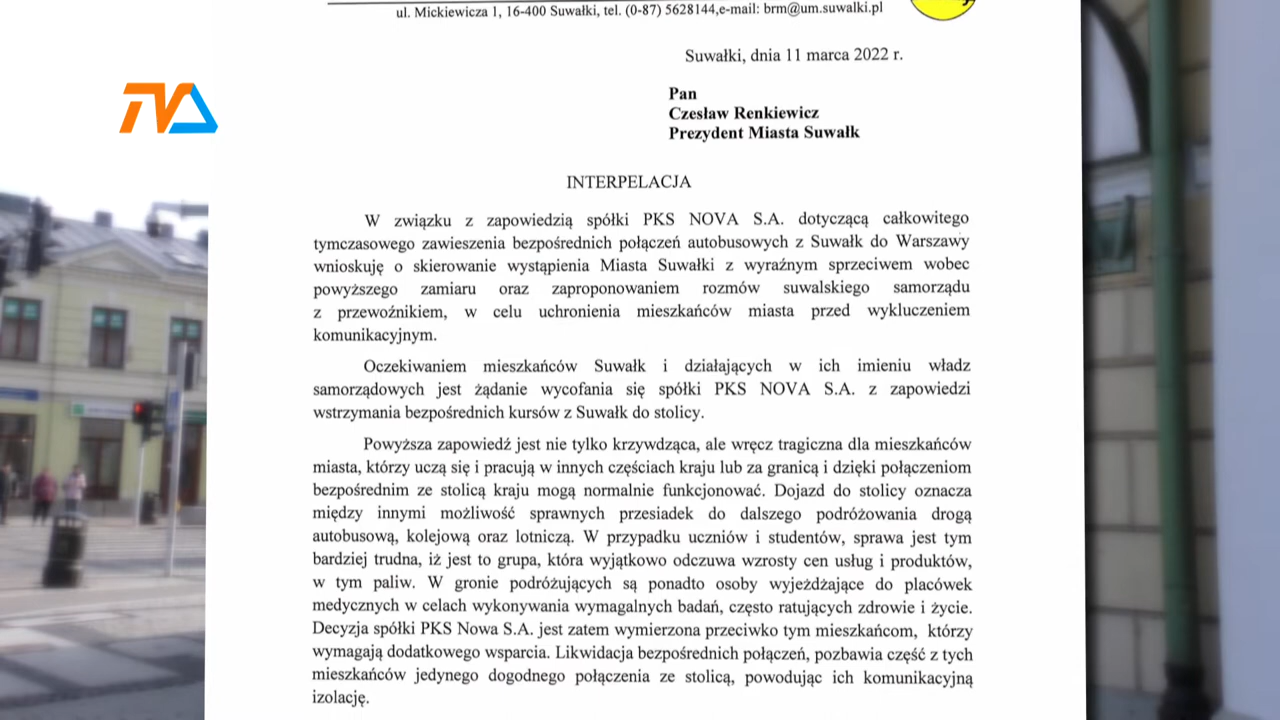 ul. Mickiewicza 1, 16-400 Suwałki, tel. (0-87) 5628144,e-mail: brm@um.suwalki.pl
Suwałki, dnia 11 marca 2022 r.
TVA
Pan
Czesław Renkiewicz
Prezydent Miasta Suwałk
INTERPELACJA
W związku z zapowiedzią spółki PKS NOVA S.A. dotyczącą całkowitego
tymczasowego zawieszenia bezpośrednich połączeń autobusowych z Suwałk do Warszawy
wnioskuję o skierowanie wystąpienia Miasta Suwałki z wyraźnym sprzeciwem wobec
powyższego zamiaru oraz zaproponowaniem rozmów suwalskiego samorządu
z przewoźnikiem, w celu uchronienia mieszkańców miasta przed wykluczeniem
komunikacyjnym.
Oczekiwaniem mieszkańców Suwałk i działających w ich imieniu władz
samorządowych jest żądanie wycofania się spółki PKS NOVA S.A. z zapowiedzi
wstrzymania bezpośrednich kursów z Suwałk do stolicy.
Powyższa zapowiedź jest nie tylko krzywdząca, ale wręcz tragiczna dla mieszkańców
miasta, którzy uczą się i pracują w innych częściach kraju lub za granicą i dzięki połączeniom
bezpośrednim ze stolicą kraju mogą normalnie funkcjonować. Dojazd do stolicy oznacza
między innymi możliwość sprawnych przesiadek do dalszego podróżowania drogą
autobusową, kolejową oraz lotniczą. W przypadku uczniów i studentów, sprawa jest tym
bardziej trudna, iż jest to grupa, która wyjątkowo odczuwa wzrosty cen usług i produktów,
w tym paliw. W gronie podróżujących są ponadto osoby wyjeżdżające do placówek
medycznych w celach wykonywania wymagalnych badań, często ratujących zdrowie i życie.
Decyzja spółki PKS Nowa S.A. jest zatem wymierzona przeciwko tym mieszkańcom, którzy
wymagają dodatkowego wsparcia. Likwidacja bezpośrednich połączeń, pozbawia część z tych
mieszkańców jedynego dogodnego połączenia ze stolicą, powodując ich komunikacyjną
izolację.